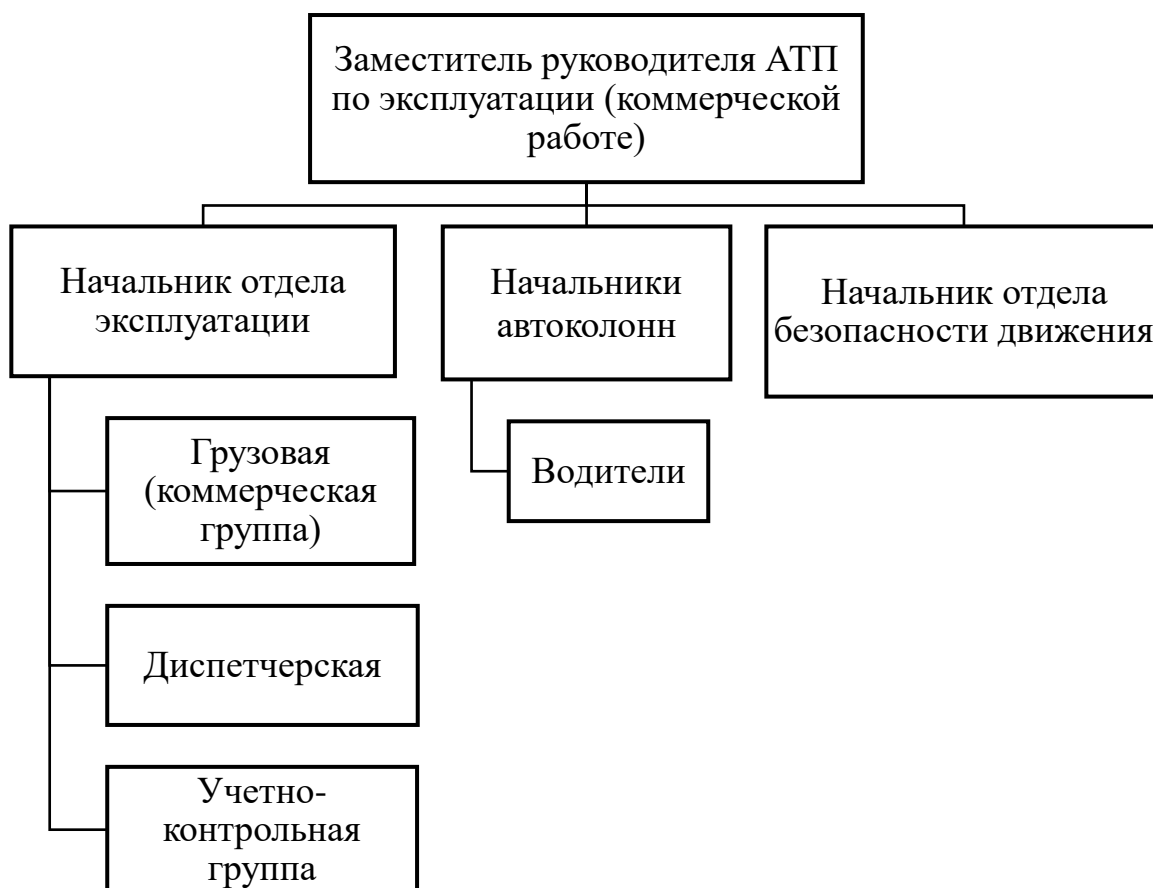 Заместитель руководителя АТП
по эксплуатации (коммерческой
работе)
Начальник отдела
эксплуатации
Начальники
автоколонн
Начальник отдела
безопасности движения
Грузовая
(коммерческая
группа)
Водители
Диспетчерская
Учетно-
контрольная
группа